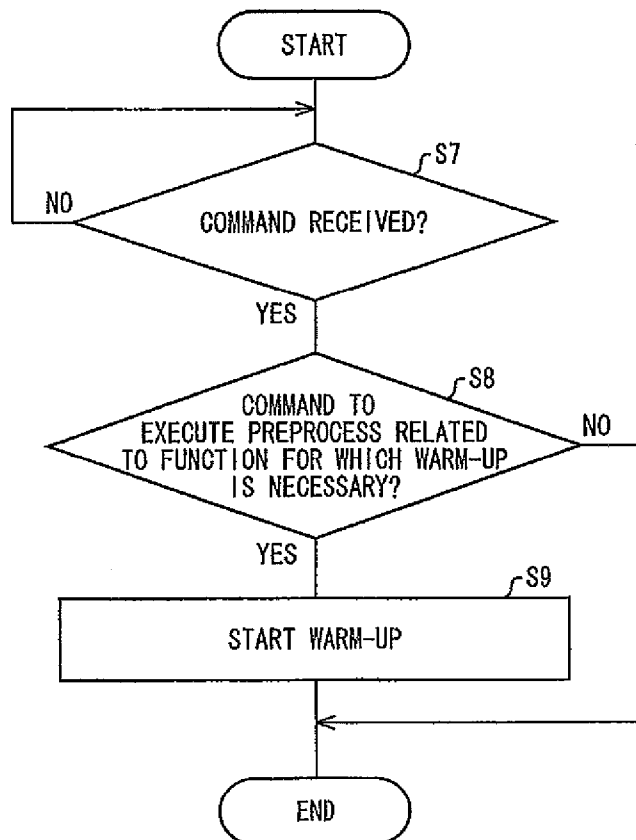 START
S7
NO
COMMAND RECEIVED?
YES
S8
COMMAND TO
EXECUTE PREPROCESS RELATED
TO FUNCTION FOR WHICH WARM-UP
IS NECESSARY?
NO
YES
S9
START WARM-UP
END